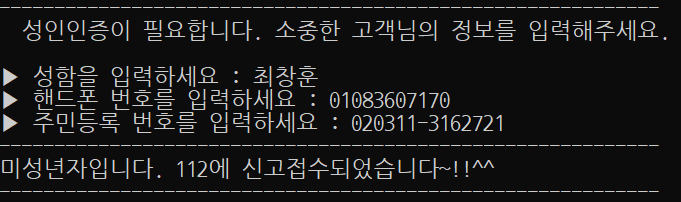 성인인증이 필요합니다. 소중한 고객님의 정보를 입력해주세요.
▶ 성함을 입력하세요 : 최창훈
▶ 핸드폰 번호를 입력하세요 : 01083607170
▶ 주민등록 번호를 입력하세요 : 020311-3162721
미성년자입니다. 112에 신고접수되었습니다~!!^^